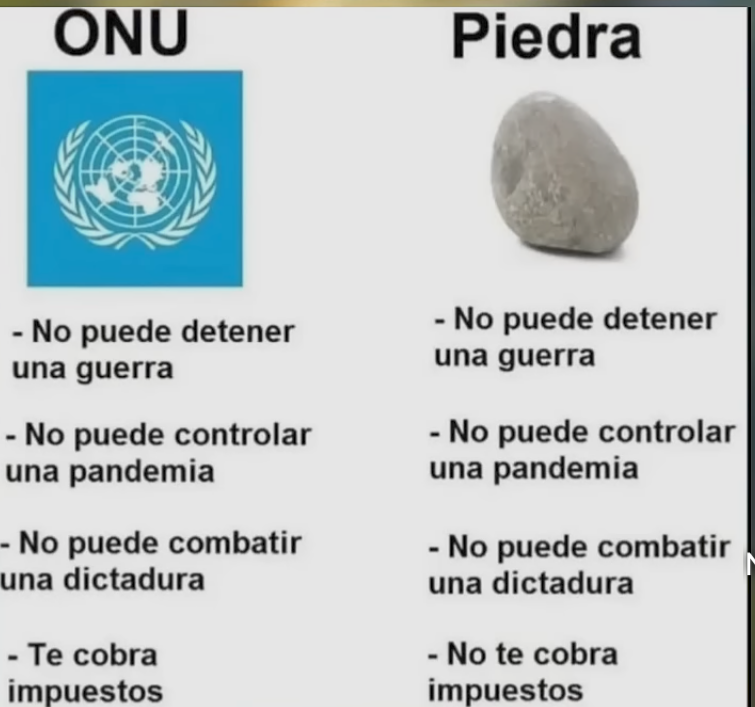 ONU
- No puede detener
una guerra
- No puede controlar
una pandemia
- No puede combatir
una dictadura
- Te cobra
impuestos
Piedra
- No puede detener
una guerra
- No puede controlar
una pandemia
- No puede combatir
una dictadura
- No te cobra
impuestos